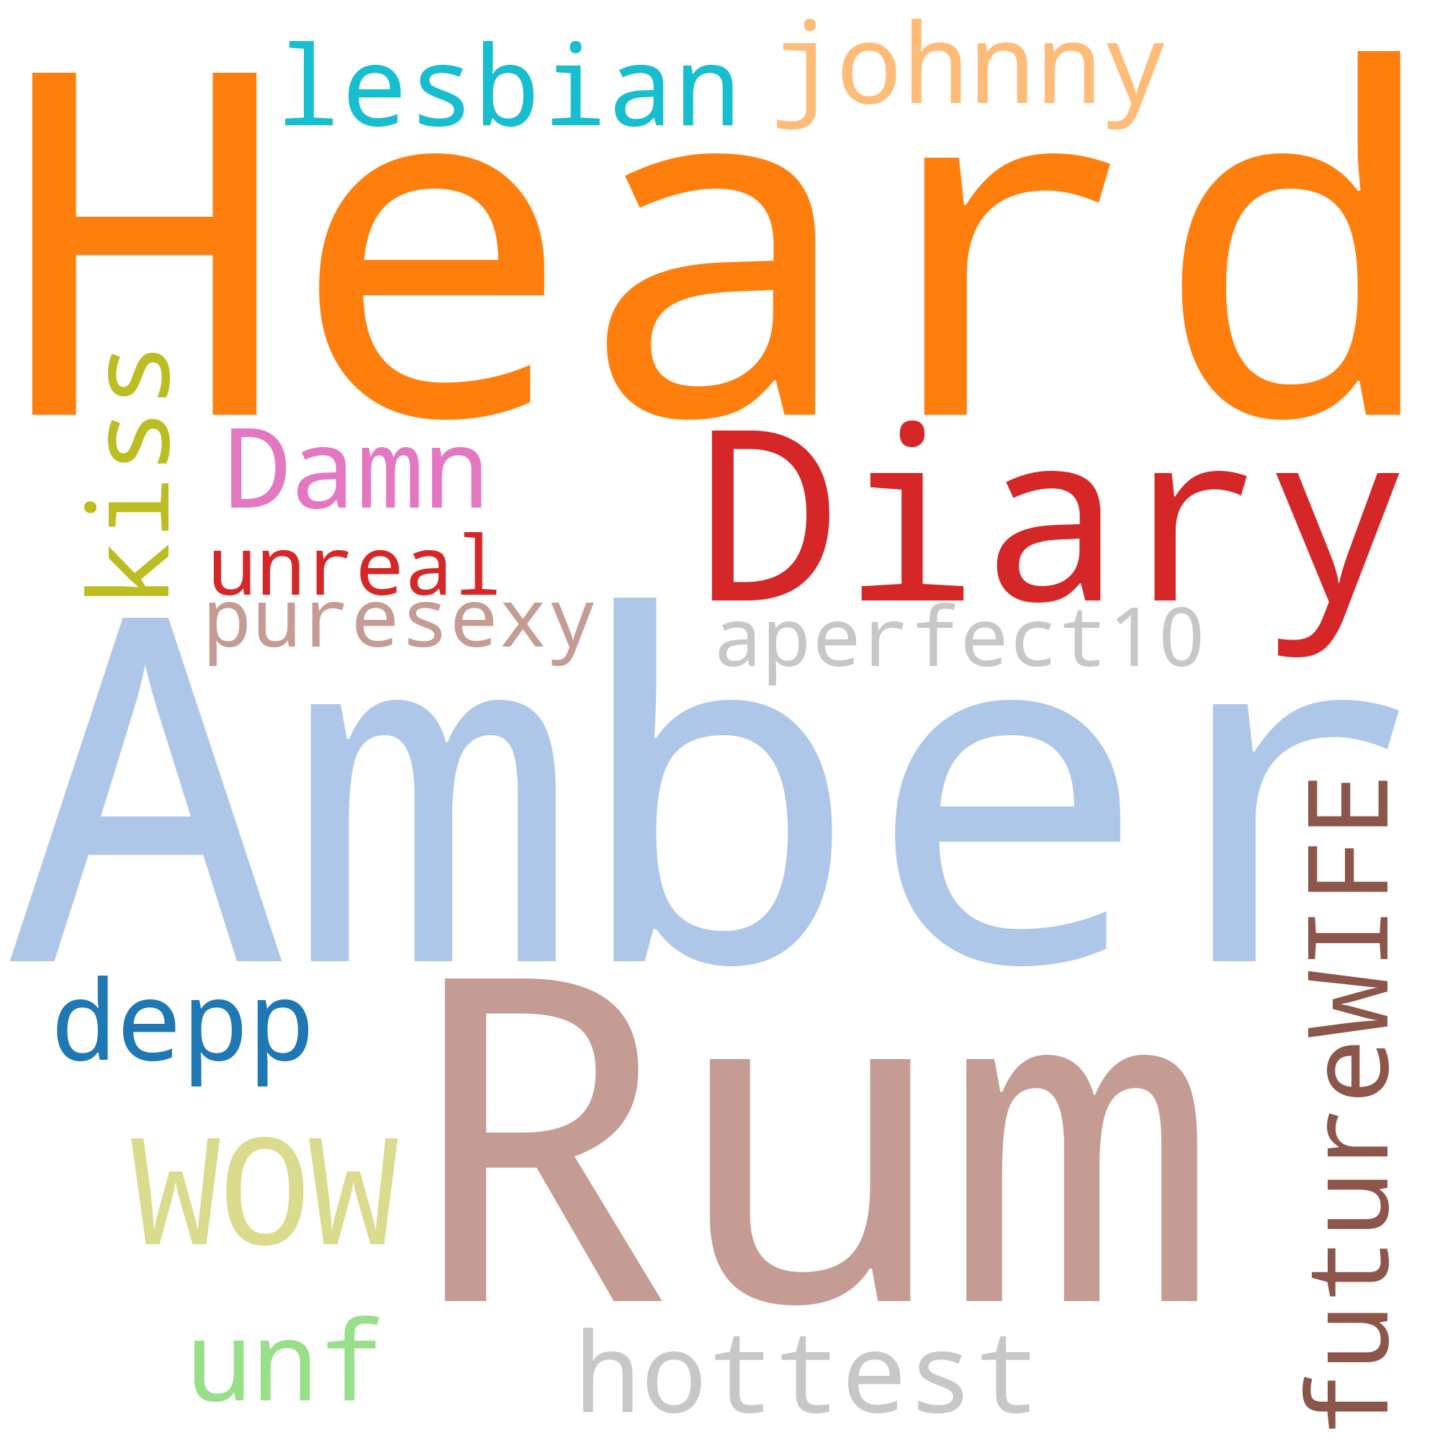 lesbian
johnny
Heard
kiss
Damn
Diary
unreal
puresexy
aperfect10
Amber
futureWIFE
depp
Rum
WOW
unf
hottest